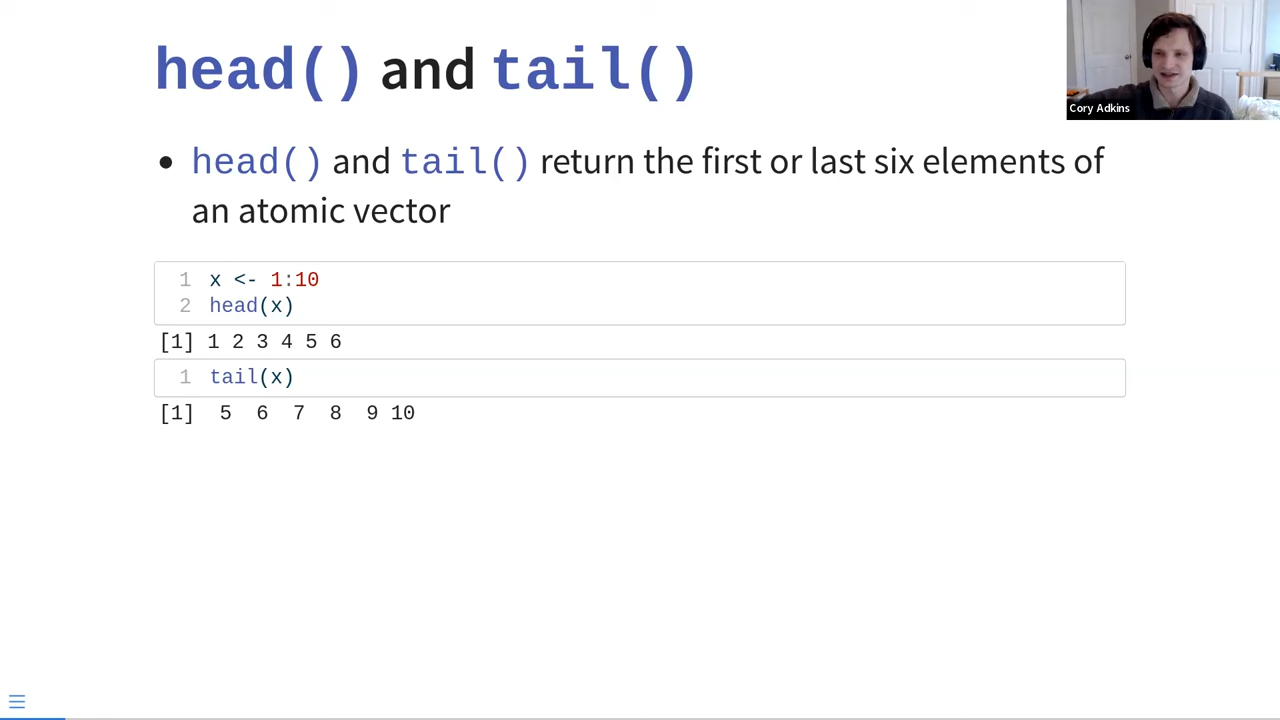 head() and tail()
Cory Adkins
• head() and tail() return the first or last six elements of
an atomic vector
1 x <- 1:10
2 head(x)
[1] 1 2 3 4 5 6
1 tail(x)
[1]  5  6  7  8  9 10